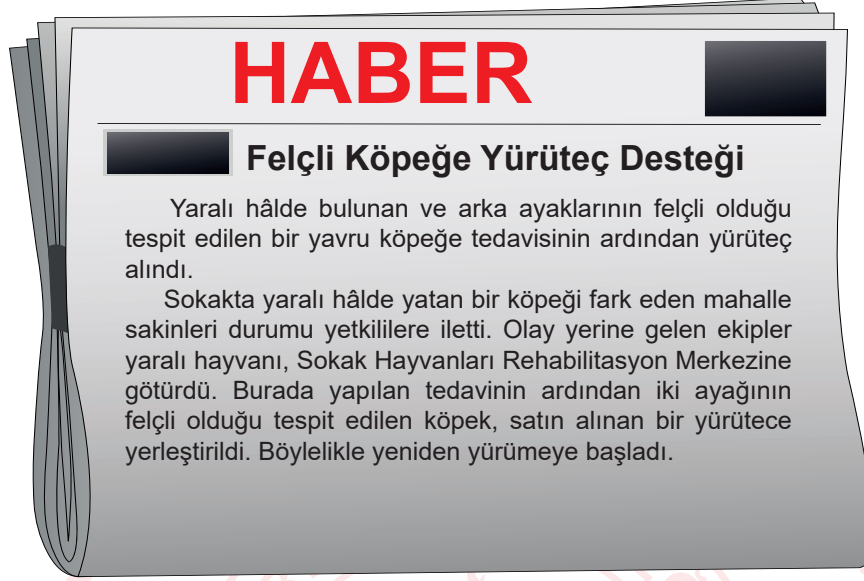 HABER
Felçli Köpeğe Yürüteç Desteği
Yaralı hâlde bulunan ve arka ayaklarının felçli olduğu
tespit edilen bir yavru köpeğe tedavisinin ardından yürüteç
alındı.
Sokakta yaralı hâlde yatan bir köpeği fark eden mahalle
sakinleri durumu yetkililere iletti. Olay yerine gelen ekipler
yaralı hayvanı, Sokak Hayvanları Rehabilitasyon Merkezine
götürdü. Burada yapılan tedavinin ardından iki ayağının
felçli olduğu tespit edilen köpek, satın alınan bir yürütece
yerleştirildi. Böylelikle yeniden yürümeye başladı.